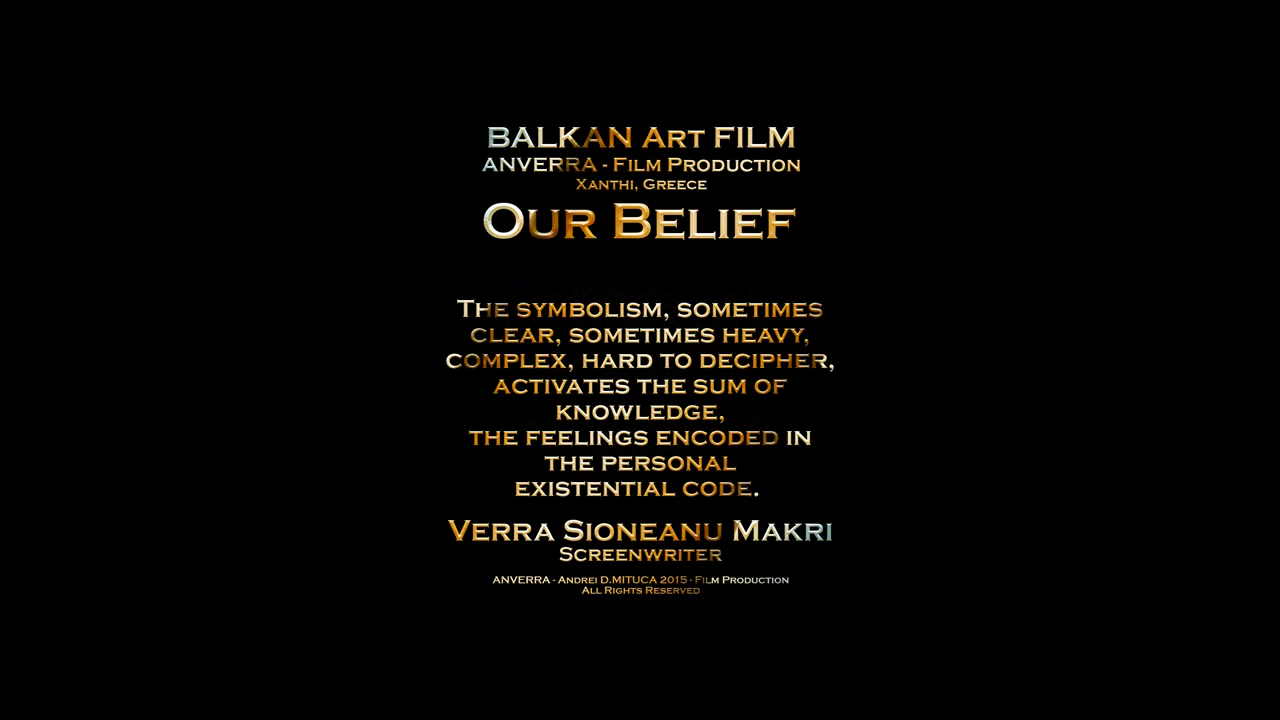 BALKAN Art FILM
ANVERRA - Film Production
Xanthi, Greece
Our Belief
The symbolism, sometimes
clear, sometimes heavy,
complex, hard to decipher,
activates the sum of
knowledge,
the feelings encoded in
the personal
existential code.
Verra Sioneanu Makri
Screenwriter
ANVERRA - Andrei D.MITUCA 2015 - Film Production
All Rights Reserved